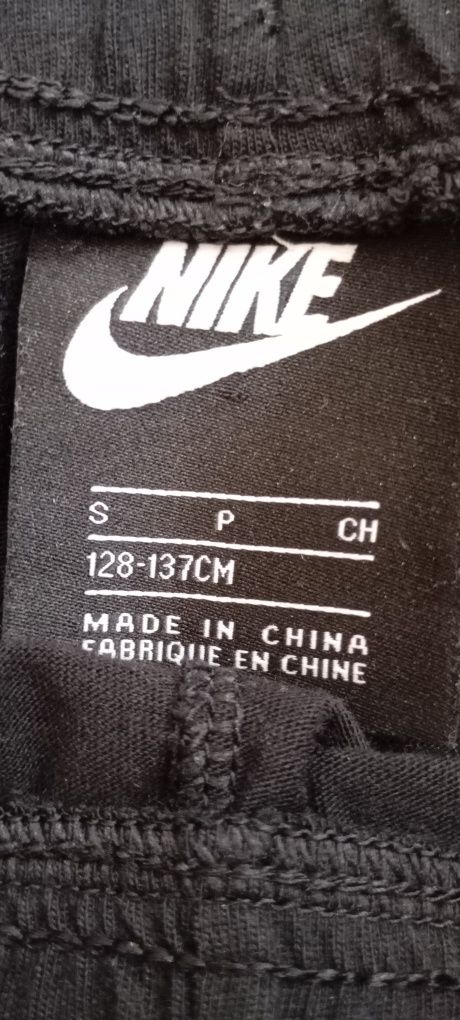 NIKE
S P CH
128-137CM
MADE IN CHINA
FABRIQUE EN CHINE